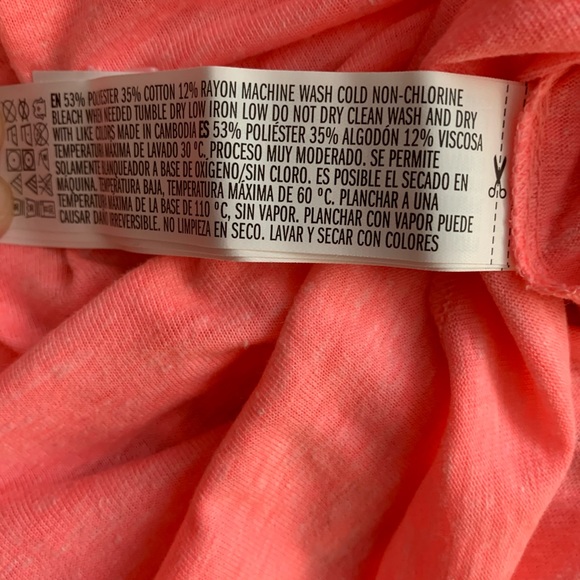 EN 53% POLYESTER 35% COTTON 12% RAYON MACHINE WASH COLD NON-CHLORINE
BLEACH WHEN NEEDED TUMBLE DRY LOW IRON LOW DO NOT DRY CLEAN WASH AND DRY
WITH LIKE COLORS MADE IN CAMBODIA ES 53% POLIÉSTER 35% ALGODÓN 12% VISCOSA
TEMPERATURA MÁXIMA DE LAVADO 30 °C, PROCESO MUY MODERADO. SE PERMITE
SOLAMENTE BLANQUEADOR A BASE DE OXÍGENO/SIN CLORO. ES POSIBLE EL SECADO EN
MÁQUINA. TEMPERATURA BAJA, TEMPERATURA MÁXIMA DE 60 °C. PLANCHAR A UNA
TEMPERATURA MÁXIMA DE LA BASE DE 110 °C, SIN VAPOR. PLANCHAR CON VAPOR PUEDE
CAUSAR DAÑO IRREVERSIBLE. NO LIMPIEZA EN SECO. LAVAR Y SECAR CON COLORES